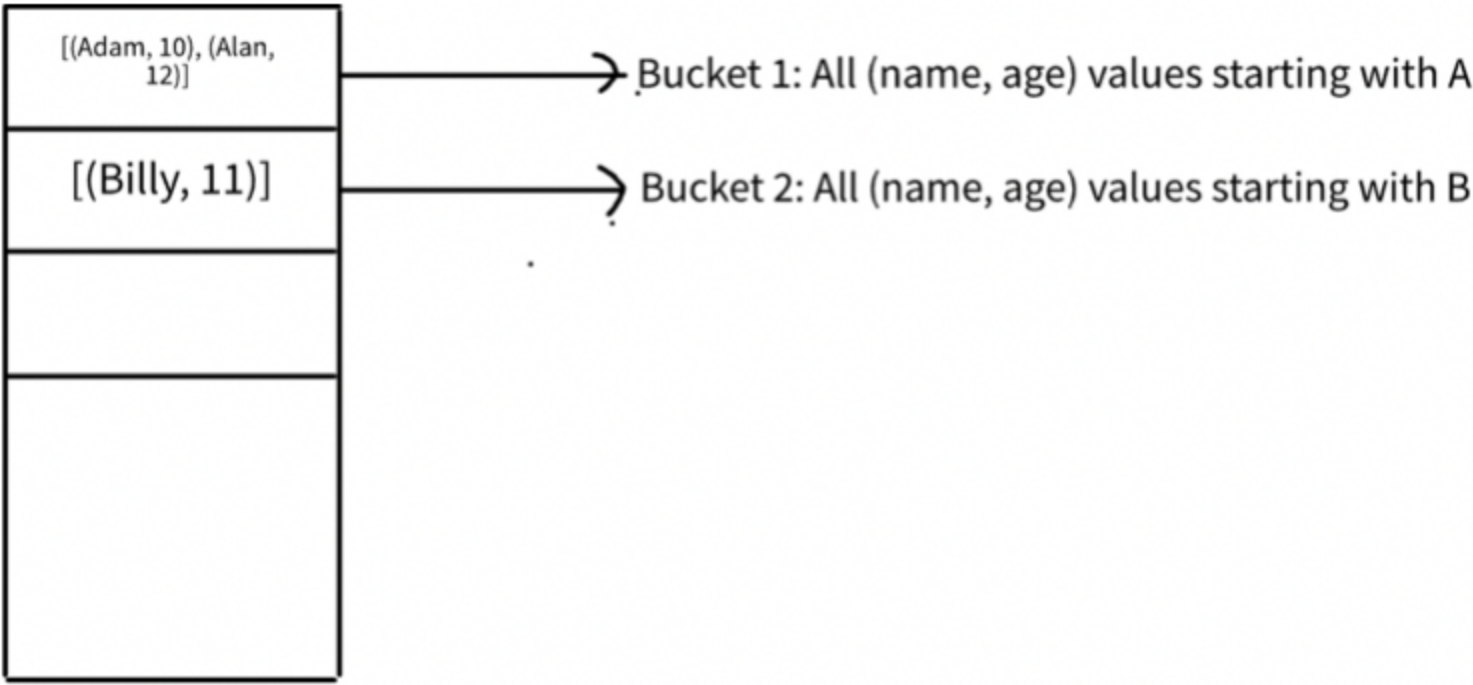 [(Adam, 10), (Alan,
12)]
Bucket 1: All (name, age) values starting with A
[(Billy, 11)]
Bucket 2: All (name, age) values starting with B